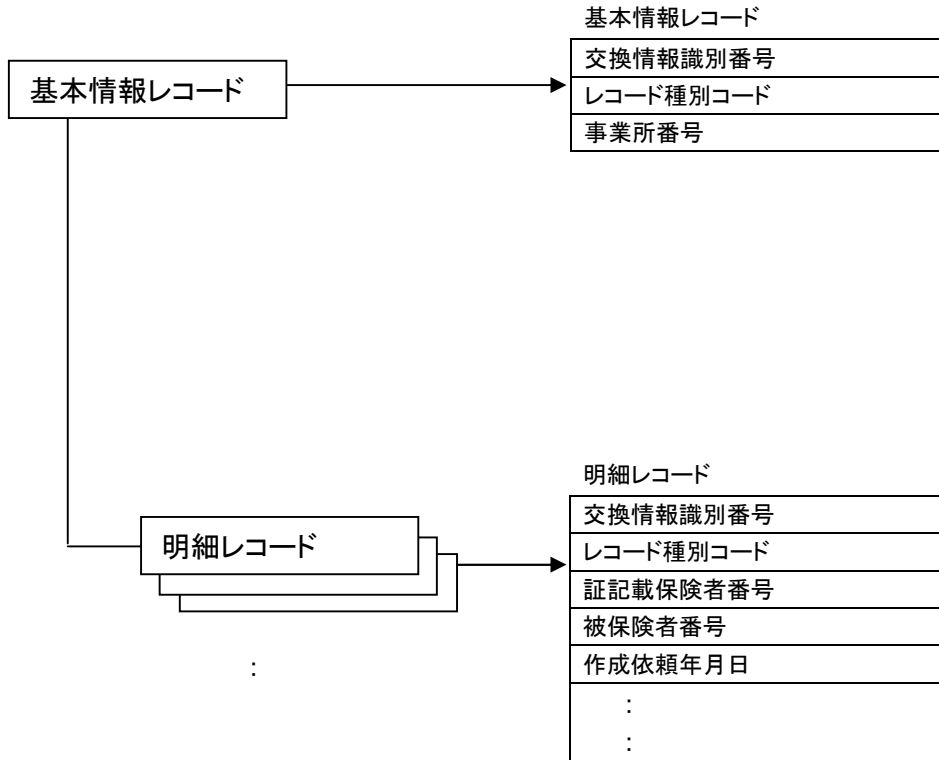 基本情報レコード
基本情報レコード
交換情報識別番号
レコード種別コード
事業所番号
明細レコード
明細レコード
交換情報識別番号
レコード種別コード
証記載保険者番号
被保険者番号
作成依頼年月日
:
:
: